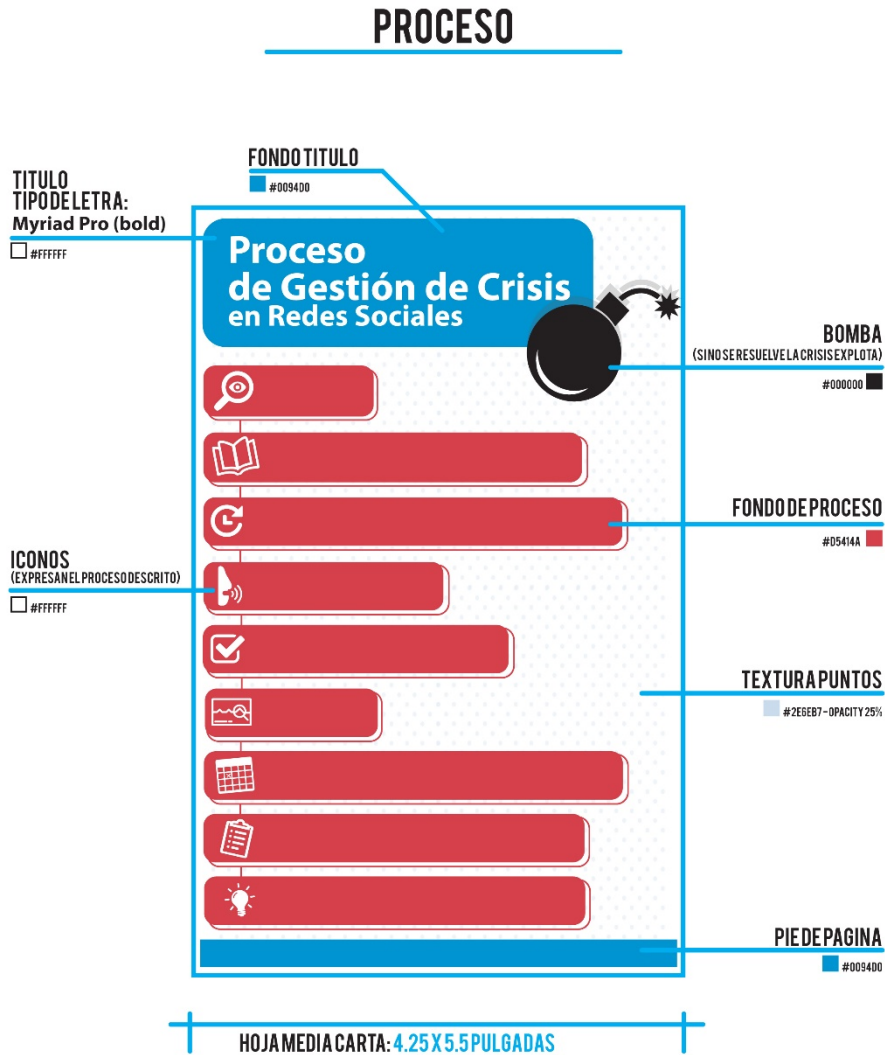 PROCESO
FONDO TITULO
#0094D0
TITULO
TIPO DE LETRA:
Myriad Pro (bold)
#FFFFFF
Proceso
de Gestión de Crisis
en Redes Sociales
BOMBA
(SI NO SE RESUELVE LA CRISIS EXPLOTA)
#000000
FONDO DE PROCESO
#D5414A
ICONOS
(EXPRESAN EL PROCESO DESCRITO)
#FFFFFF
TEXTURA PUNTOS
#2E6EB7 - OPACITY 25%
PIE DE PAGINA
#0094D0
HOJA MEDIA CARTA: 4.25 X 5.5 PULGADAS